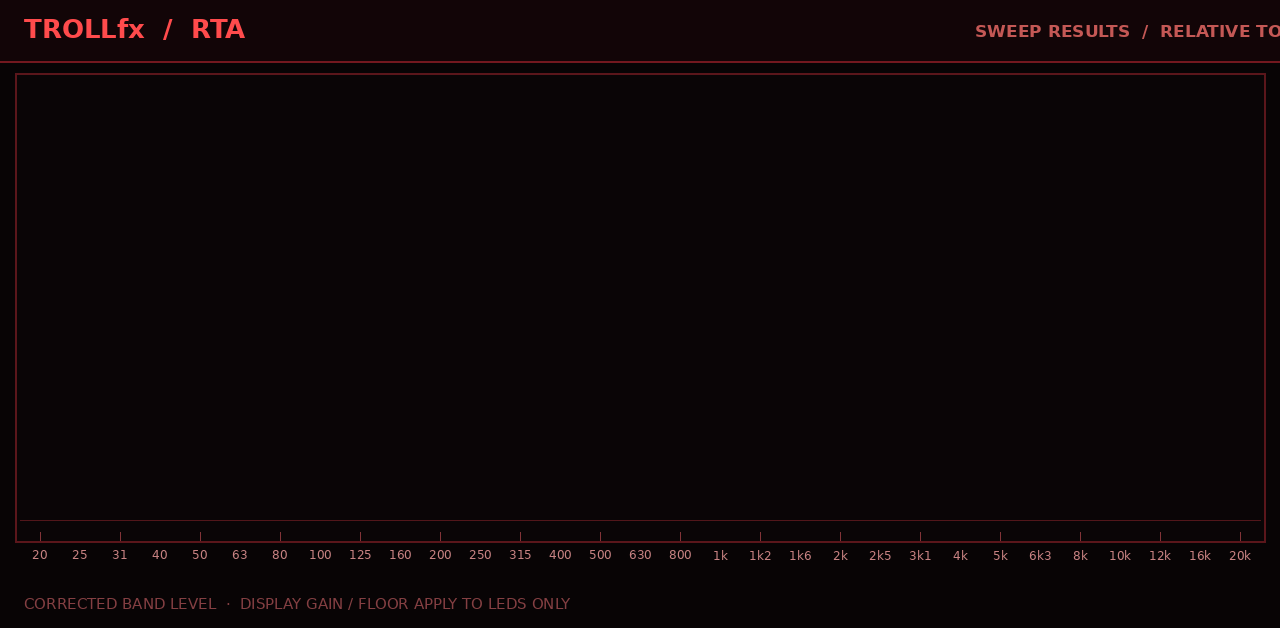 TROLLfx / RTA
SWEEP RESULTS / RELATIVE TO
20 25 31 40 50 63 80 100 125 160 200 250 315 400 500 630 800 1k 1k2 1k6 2k 2k5 3k1 4k 5k 6k3 8k 10k 12k 16k 20k
CORRECTED BAND LEVEL · DISPLAY GAIN / FLOOR APPLY TO LEDS ONLY